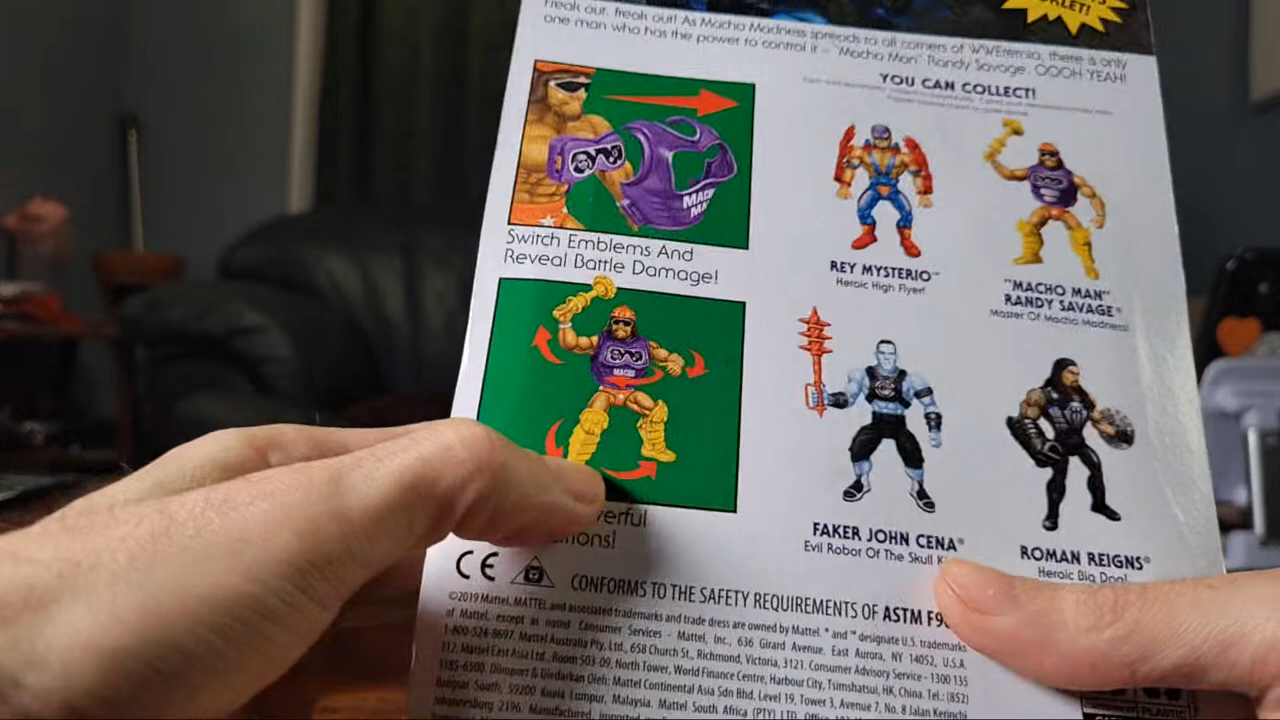 KLET!
Freak out, freak out! As Macho Madness spreads to all corners of WWEternia, there is only
one man who has the power to control it – "Macho Man" Randy Savage. OOOH YEAH!
YOU CAN COLLECT!
MACHO
MA
Switch Emblems And
Reveal Battle Damage!
REY MYSTERIO™
Heroic High Flyer!
"MACHO MAN"
RANDY SAVAGE®
Master Of Macho Madness!
MACHO
erful
ions!
FAKER JOHN CENA®
Evil Robot Of The Skull K
ROMAN REIGNS®
Heroic Big Dog!
CE
CONFORMS TO THE SAFETY REQUIREMENTS OF ASTM F9
©2019 Mattel. MATTEL and associated trademarks and trade dress are owned by Mattel. ® and ™ designate U.S. trademarks
of Mattel, except as noted. Consumer Services - Mattel, Inc., 636 Girard Avenue, East Aurora, NY 14052, U.S.A.
1-800-524-8697. Mattel Australia Pty., Ltd., 658 Church St., Richmond, Victoria, 3121. Consumer Advisory Service - 1300 135
312. Mattel East Asia Ltd., Room 503-09, North Tower, World Finance Centre, Harbour City, Tsimshatsui, HK, China. Tel.: (852)
3185-6500. Diimport & Diedarkan Oleh: Mattel Continental Asia Sdn Bhd. Level 19, Tower 3, Avenue 7, No. 8 Jalan Kerinchi
Bangsar South, 59200 Kuala Lumpur, Malaysia. Mattel South Africa (PTY) LTD, Office
Johannesburg 2196. Manufactured, imported